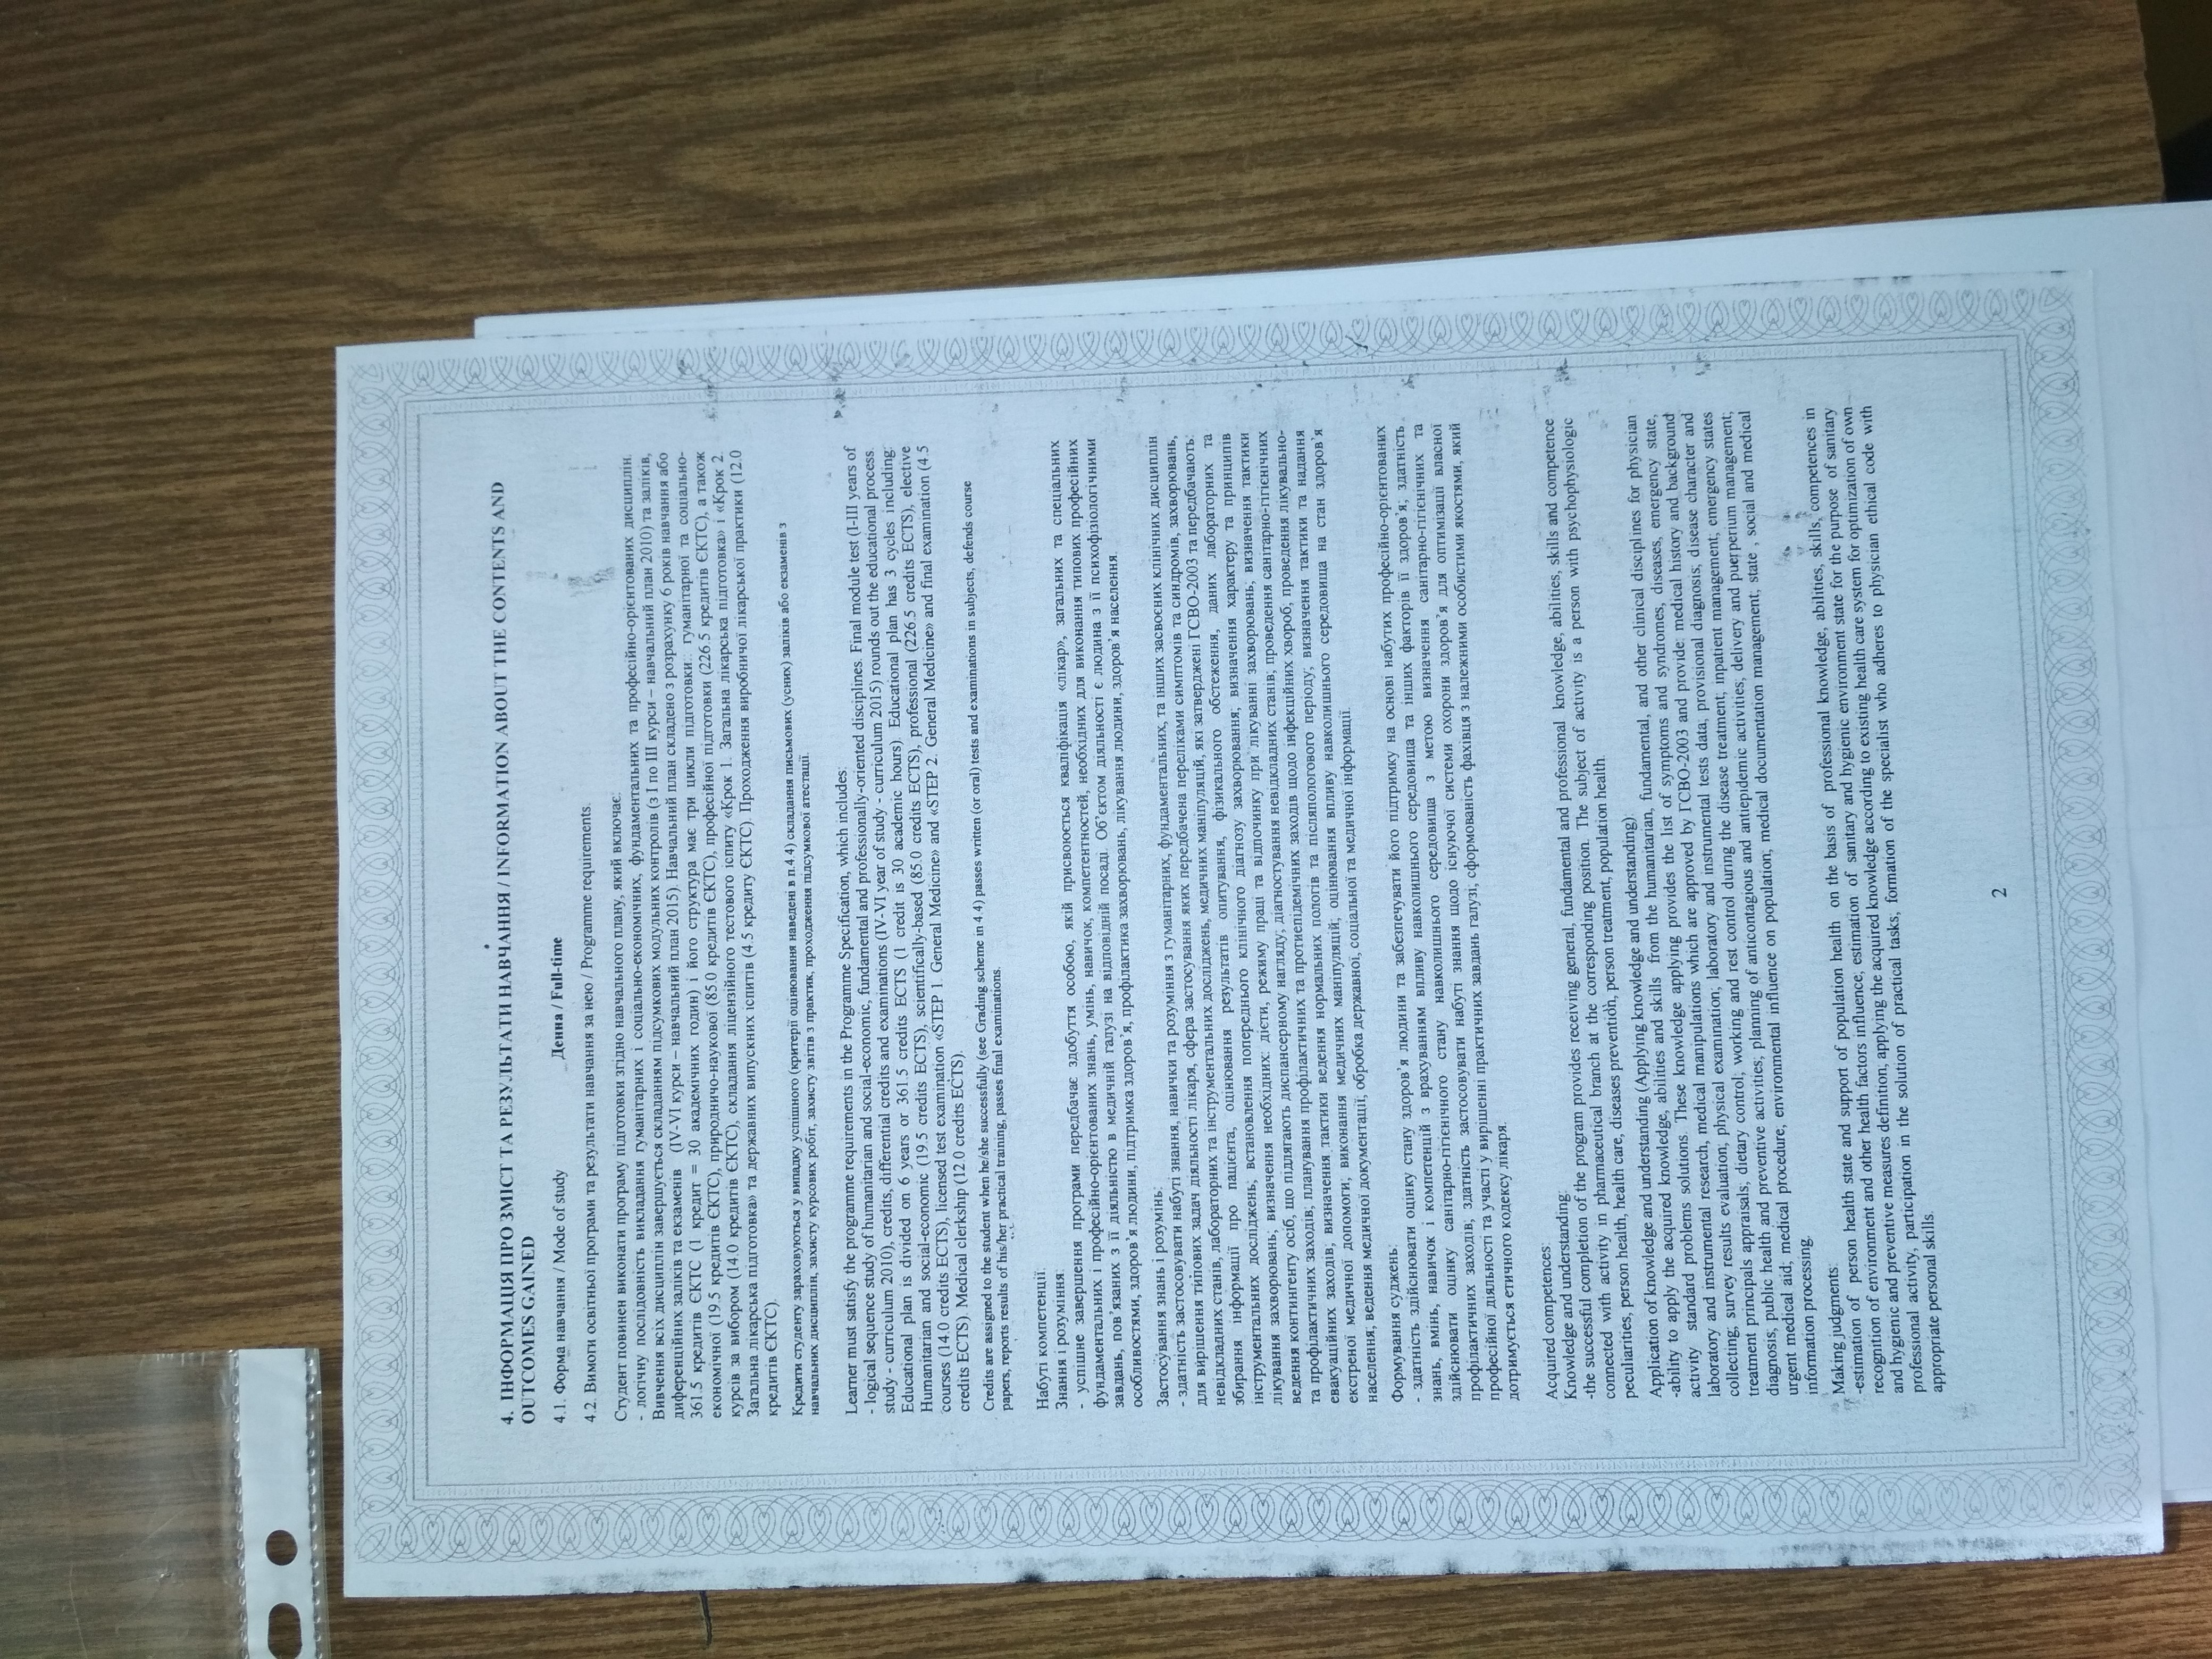 4. ІНФОРМАЦІЯ ПРО ЗМІСТ ТА РЕЗУЛЬТАТИ НАВЧАННЯ / INFORMATION ABOUT THE CONTENTS AND
OUTCOMES GAINED
4.1. Форма навчання / Mode of study Денна / Full-time
4.2. Вимоги освітньої програми та результати навчання за нею / Programme requirements.
Студент повинен виконати програму підготовки згідно навчального плану, який включає:
- логічну послідовність викладання гуманітарних і соціально-економічних, фундаментальних та професійно-орієнтованих дисциплін.
Вивчення всіх дисциплін завершується складанням підсумкових модульних контролів (з I по III курси – навчальний план 2010) та заліків,
диференційних заліків та екзаменів (IV-VI курси – навчальний план 2015). Навчальний план складено з розрахунку 6 років навчання або
361.5 кредитів ЄКТС (1 кредит = 30 академічних годин) і його структура має три цикли підготовки: гуманітарної та соціально-
економічної (19.5 кредитів ЄКТС), природничо-наукової (85.0 кредитів ЄКТС), професійної підготовки (226.5 кредитів ЄКТС), а також
курсів за вибором (14.0 кредитів ЄКТС), складання ліцензійного тестового іспиту «Крок 1. Загальна лікарська підготовка» і «Крок 2.
Загальна лікарська підготовка» та державних випускних іспитів (4.5 кредиту ЄКТС). Проходження виробничої лікарської практики (12.0
кредитів ЄКТС).
Кредити студенту зараховуються у випадку успішного (критерії оцінювання наведені в п.4.4) складання письмових (усних) заліків або екзаменів з
навчальних дисциплін, захисту курсових робіт, захисту звітів з практик, проходження підсумкової атестації.
Learner must satisfy the programme requirements in the Programme Specification, which includes:
- logical sequence study of humanitarian and social-economic, fundamental and professionally-oriented disciplines. Final module test (I-III years of
study - curriculum 2010), credits, differential credits and examinations (IV-VI year of study - curriculum 2015) rounds out the educational process.
Educational plan is divided on 6 years or 361.5 credits ECTS (1 credit is 30 academic hours). Educational plan has 3 cycles including:
Humanitarian and social-economic (19.5 credits ECTS), scientifically-based (85.0 credits ECTS), professional (226.5 credits ECTS), elective
courses (14.0 credits ECTS), licensed test examination «STEP 1. General Medicine» and «STEP 2. General Medicine» and final examination (4.5
credits ECTS). Medical clerkship (12.0 credits ECTS).
Credits are assigned to the student when he/she successfully (see Grading scheme in 4.4) passes written (or oral) tests and examinations in subjects, defends course
papers, reports results of his/her practical training, passes final examinations.
Набуті компетенції:
Знання і розуміння
- успішне завершення програми передбачає здобуття особою, якій присвоюється кваліфікація «лікар», загальних та спеціальних
фундаментальних і професійно-орієнтованих знань, умінь, навичок, компетентностей, необхідних для виконання типових професійних
завдань, пов'язаних з її діяльністю в медичній галузі на відповідній посаді. Об'єктом діяльності є людина з її психофізіологічними
особливостями, здоров'я людини, підтримка здоров'я, профілактика захворювань, лікування людини, здоров'я населення.
Застосування знань і розумінь:
- здатність застосовувати набуті знання, навички та розуміння з гуманітарних, фундаментальних, та інших засвоєних клінічних дисциплін
для вирішення типових задач діяльності лікаря, сфера застосування яких передбачена переліками симптомів та синдромів, захворювань,
невідкладних станів, лабораторних та інструментальних досліджень, медичних маніпуляцій, які затверджені ГСВО-2003 та передбачають:
збирання інформації про пацієнта, оцінювання результатів опитування, фізикального обстеження, даних лабораторних та
інструментальних досліджень; встановлення попереднього клінічного діагнозу захворювання; визначення характеру та принципів
лікування захворювань, визначення необхідних: дієти, режиму праці та відпочинку при лікуванні захворювань; визначення тактики
ведення контингенту осіб, що підлягають диспансерному нагляду; діагностування невідкладних станів; проведення санітарно-гігієнічних
та профілактичних заходів, планування профілактичних та протиепідемічних заходів щодо інфекційних хвороб, проведення лікувально-
евакуаційних заходів, визначення тактики ведення нормальних пологів та післяпологового періоду; визначення тактики та надання
екстреної медичної допомоги; виконання медичних маніпуляцій; оцінювання впливу навколишнього середовища на стан здоров'я
населення; ведення медичної документації, обробка державної, соціальної та медичної інформації.
Формування суджень:
- здатність здійснювати оцінку стану здоров'я людини та забезпечувати його підтримку на основі набутих професійно-орієнтованих
знань, вмінь, навичок і компетенцій з врахуванням впливу навколишнього середовища та інших факторів її здоров'я; здатність
здійснювати оцінку санітарно-гігієнічного стану навколишнього середовища з метою визначення санітарно-гігієнічних та
профілактичних заходів; здатність застосовувати набуті знання щодо існуючої системи охорони здоров'я для оптимізації власної
професійної діяльності та участі у вирішенні практичних завдань галузі; сформованість фахівця з належними особистими якостями, який
дотримується етичного кодексу лікаря.
Acquired competences:
Knowledge and understanding:
-the successful completion of the program provides receiving general, fundamental and professional knowledge, abilities, skills and competence
connected with activity in pharmaceutical branch at the corresponding position. The subject of activity is a person with psychophysiologic
peculiarities, person health, health care, diseases prevention, person treatment, population health.
Application of knowledge and understanding (Applying knowledge and understanding)
-ability to apply the acquired knowledge, abilities and skills from the humanitarian, fundamental, and other clinical disciplines for physician
activity standard problems solutions. These knowledge applying provides the list of symptoms and syndromes, diseases, emergency state,
laboratory and instrumental research, medical manipulations which are approved by ГСВО-2003 and provide: medical history and background
collecting; survey results evaluation; physical examination; laboratory and instrumental tests data; provisional diagnosis; disease character and
treatment principals appraisals, dietary control; working and rest control during the disease treatment; inpatient management; emergency states
diagnosis; public health and preventive activities; planning of anticontagious and antiepidemic activities; delivery and puerperium management;
urgent medical aid; medical procedure, environmental influence on population; medical documentation management; state , social and medical
information processing.
Making judgments:
-estimation of person health state and support of population health on the basis of professional knowledge, abilities, skills, competences in
recognition of environment and other health factors influence, estimation of sanitary and hygienic environment state for the purpose of sanitary
and hygienic and preventive measures definition; applying the acquired knowledge according to existing health care system for optimization of own
professional activity, participation in the solution of practical tasks; formation of the specialist who adheres to physician ethical code with
appropriate personal skills.
2